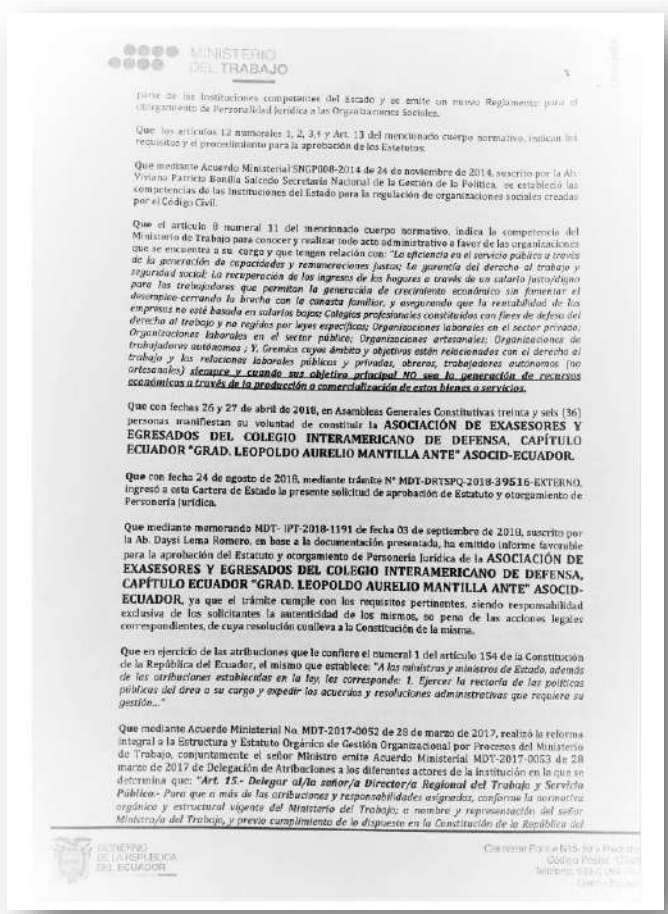 MINISTERIO
DEL TRABAJO
parte de las Instituciones competentes del Estado y se emite un nuevo Reglamento para el
otorgamiento de Personalidad Jurídica a las Organizaciones Sociales.
Que los artículos 12 numerales 1, 2, 3,4 y Art. 13 del mencionado cuerpo normativo, indican los
requisitos y el procedimiento para la aprobación de los Estatutos.
Que mediante Acuerdo Ministerial SNGP008-2014 de 24 de noviembre de 2014, suscrito por la Ab.
Viviana Patricia Bonilla Salcedo Secretaria Nacional de la Gestión de la Política, se estableció las
competencias de las Instituciones del Estado para la regulación de organizaciones sociales creadas
por el Código Civil.
Que el artículo 8 numeral 11 del mencionado cuerpo normativo, indica la competencia del
Ministerio de Trabajo para conocer y realizar todo acto administrativo a favor de las organizaciones
que se encuentra a su cargo y que tengan relación con: "La eficiencia en el servicio público a través
de la generación de capacidades y remuneraciones justas; La garantía del derecho al trabajo y
seguridad social; La recuperación de los ingresos de los hogares a través de un salario justo/digno
para los trabajadores que permitan la generación de crecimiento económico sin fomentar el
desempleo cerrando la brecha con la canasta familiar, y asegurando que la rentabilidad de las
empresas no esté basada en salarios bajos; Colegios profesionales constituidos con fines de defesa del
derecho al trabajo y no regidos por leyes específicas; Organizaciones laborales en el sector privado;
Organizaciones laborales en el sector público; Organizaciones artesanales; Organizaciones de
trabajadores autónomos ; Y, Gremios cuyos ámbito y objetivos están relacionados con el derecho al
trabajo y las relaciones laborales públicas y privadas, obreros, trabajadores autónomos (no
artesanales) siempre y cuando sus objetivo principal NO sea la generación de recursos
económicos a través de la producción o comercialización de estos bienes o servicios.
Que con fechas 26 y 27 de abril de 2018, en Asambleas Generales Constitutivas treinta y seis (36)
personas manifiestan su voluntad de constituir la ASOCIACIÓN DE EXASESORES Y
EGRESADOS DEL COLEGIO INTERAMERICANO DE DEFENSA, CAPÍTULO
ECUADOR "GRAD. LEOPOLDO AURELIO MANTILLA ANTE" ASOCID-ECUADOR.
Que con fecha 24 de agosto de 2018, mediante trámite N° MDT-DRTSPQ-2018-39516-EXTERNO,
ingresó a esta Cartera de Estado la presente solicitud de aprobación de Estatuto y otorgamiento de
Personería Jurídica.
Que mediante memorando MDT- IPT-2018-1191 de fecha 03 de septiembre de 2018, suscrito por
la Ab. Daysi Lema Romero, en base a la documentación presentada, ha emitido informe favorable
para la aprobación del Estatuto y otorgamiento de Personería Jurídica de la ASOCIACIÓN DE
EXASESORES Y EGRESADOS DEL COLEGIO INTERAMERICANO DE DEFENSA,
CAPÍTULO ECUADOR "GRAD. LEOPOLDO AURELIO MANTILLA ANTE" ASOCID-
ECUADOR, ya que el trámite cumple con los requisitos pertinentes, siendo responsabilidad
exclusiva de los solicitantes la autenticidad de los mismos, so pena de las acciones legales
correspondientes, de cuya resolución conlleva a la Constitución de la misma.
Que en ejercicio de las atribuciones que le confiere el numeral 1 del artículo 154 de la Constitución
de la República del Ecuador, el mismo que establece: "A las ministras y ministros de Estado, además
de las atribuciones establecidas en la ley, les corresponde: 1. Ejercer la rectoría de las políticas
públicas del área a su cargo y expedir los acuerdos y resoluciones administrativas que requiera su
gestión..."
Que mediante Acuerdo Ministerial No. MDT-2017-0052 de 28 de marzo de 2017, realizó la reforma
integral a la Estructura y Estatuto Orgánico de Gestión Organizacional por Procesos del Ministerio
de Trabajo, conjuntamente el señor Ministro emite Acuerdo Ministerial MDT-2017-0053 de 28
marzo de 2017 de Delegación de Atribuciones a los diferentes actores de la institución en la que se
determina que: "Art. 15.- Delegar al/la señor/a Director/a Regional del Trabajo y Servicio
Público.- Para que a más de las atribuciones y responsabilidades asignadas, conforme la normativa
orgánica y estructural vigente del Ministerio del Trabajo; a nombre y representación del señor
Ministro/a del Trabajo, y previo cumplimiento de lo dispuesto en la Constitución de la República del
GOBIERNO
DE LA REPÚBLICA
DEL ECUADOR
Código Postal:
Teléfono: